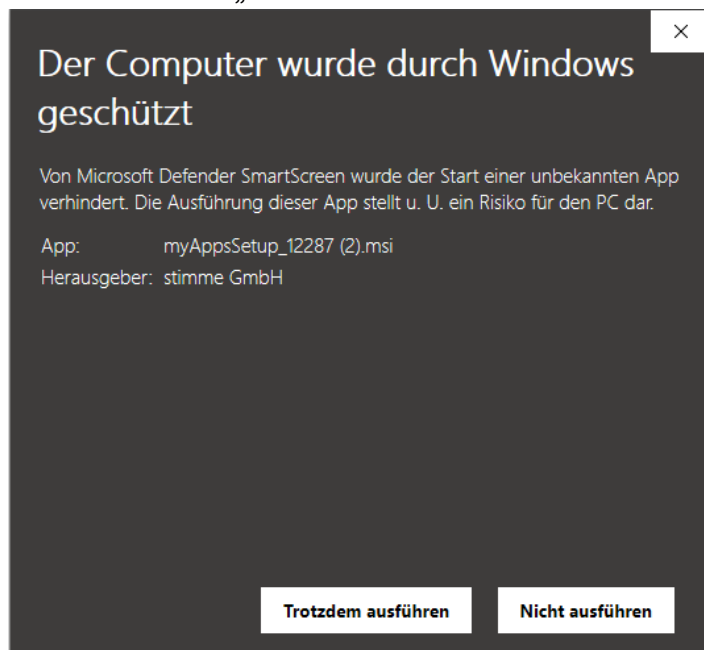 „
Der Computer wurde durch Windows
geschützt
Von Microsoft Defender SmartScreen wurde der Start einer unbekannten App
verhindert. Die Ausführung dieser App stellt u. U. ein Risiko für den PC dar.
App: myAppsSetup_12287 (2).msi
Herausgeber: stimme GmbH
Trotzdem ausführen Nicht ausführen